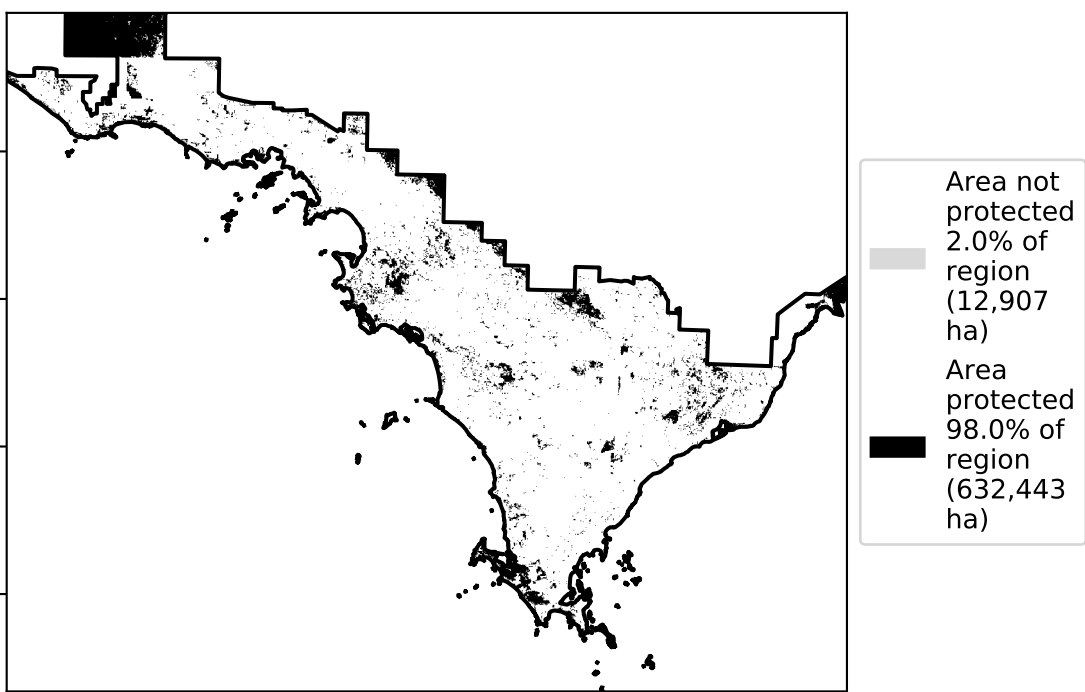 Area not
protected
2.0% of
region
(12,907
ha)
Area
protected
98.0% of
region
(632,443
ha)